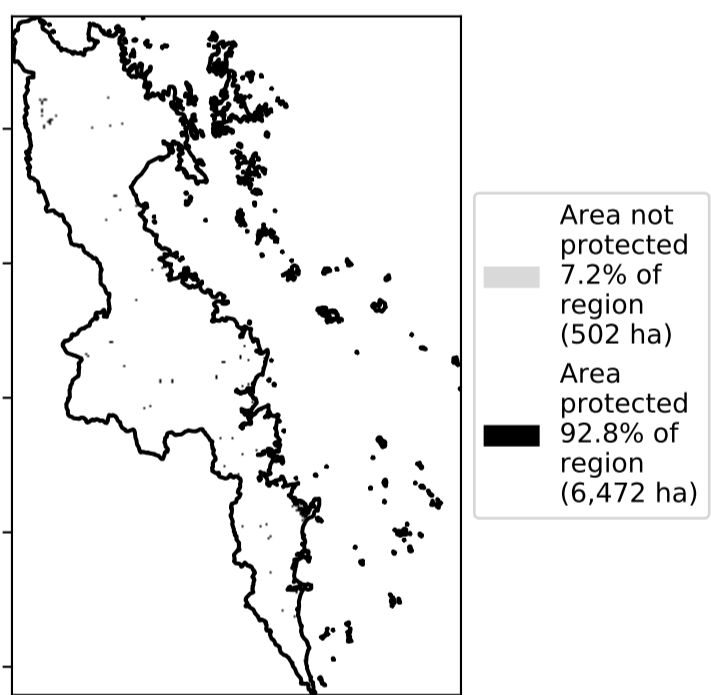 Area not
protected
7.2% of
region
(502 ha)
Area
protected
92.8% of
region
(6,472 ha)